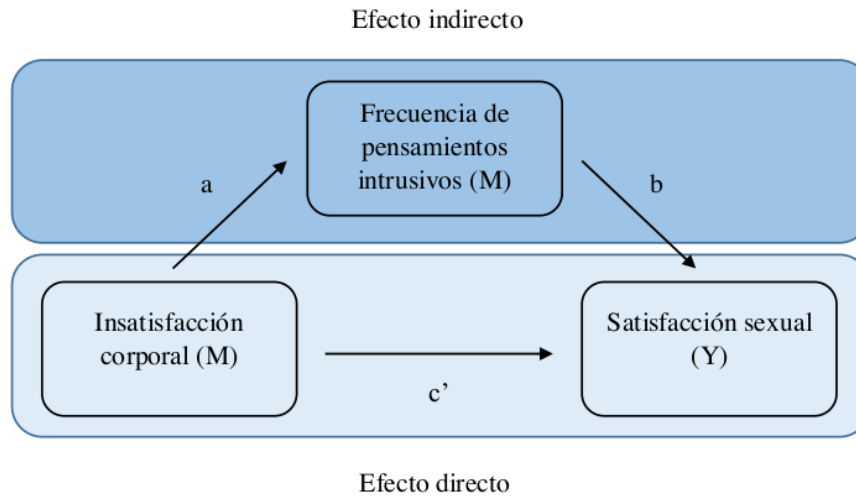 Efecto indirecto
Frecuencia de
pensamientos
intrusivos (M)
a
b
Insatisfacción
corporal (M)
Satisfacción sexual
(Y)
c’
Efecto directo